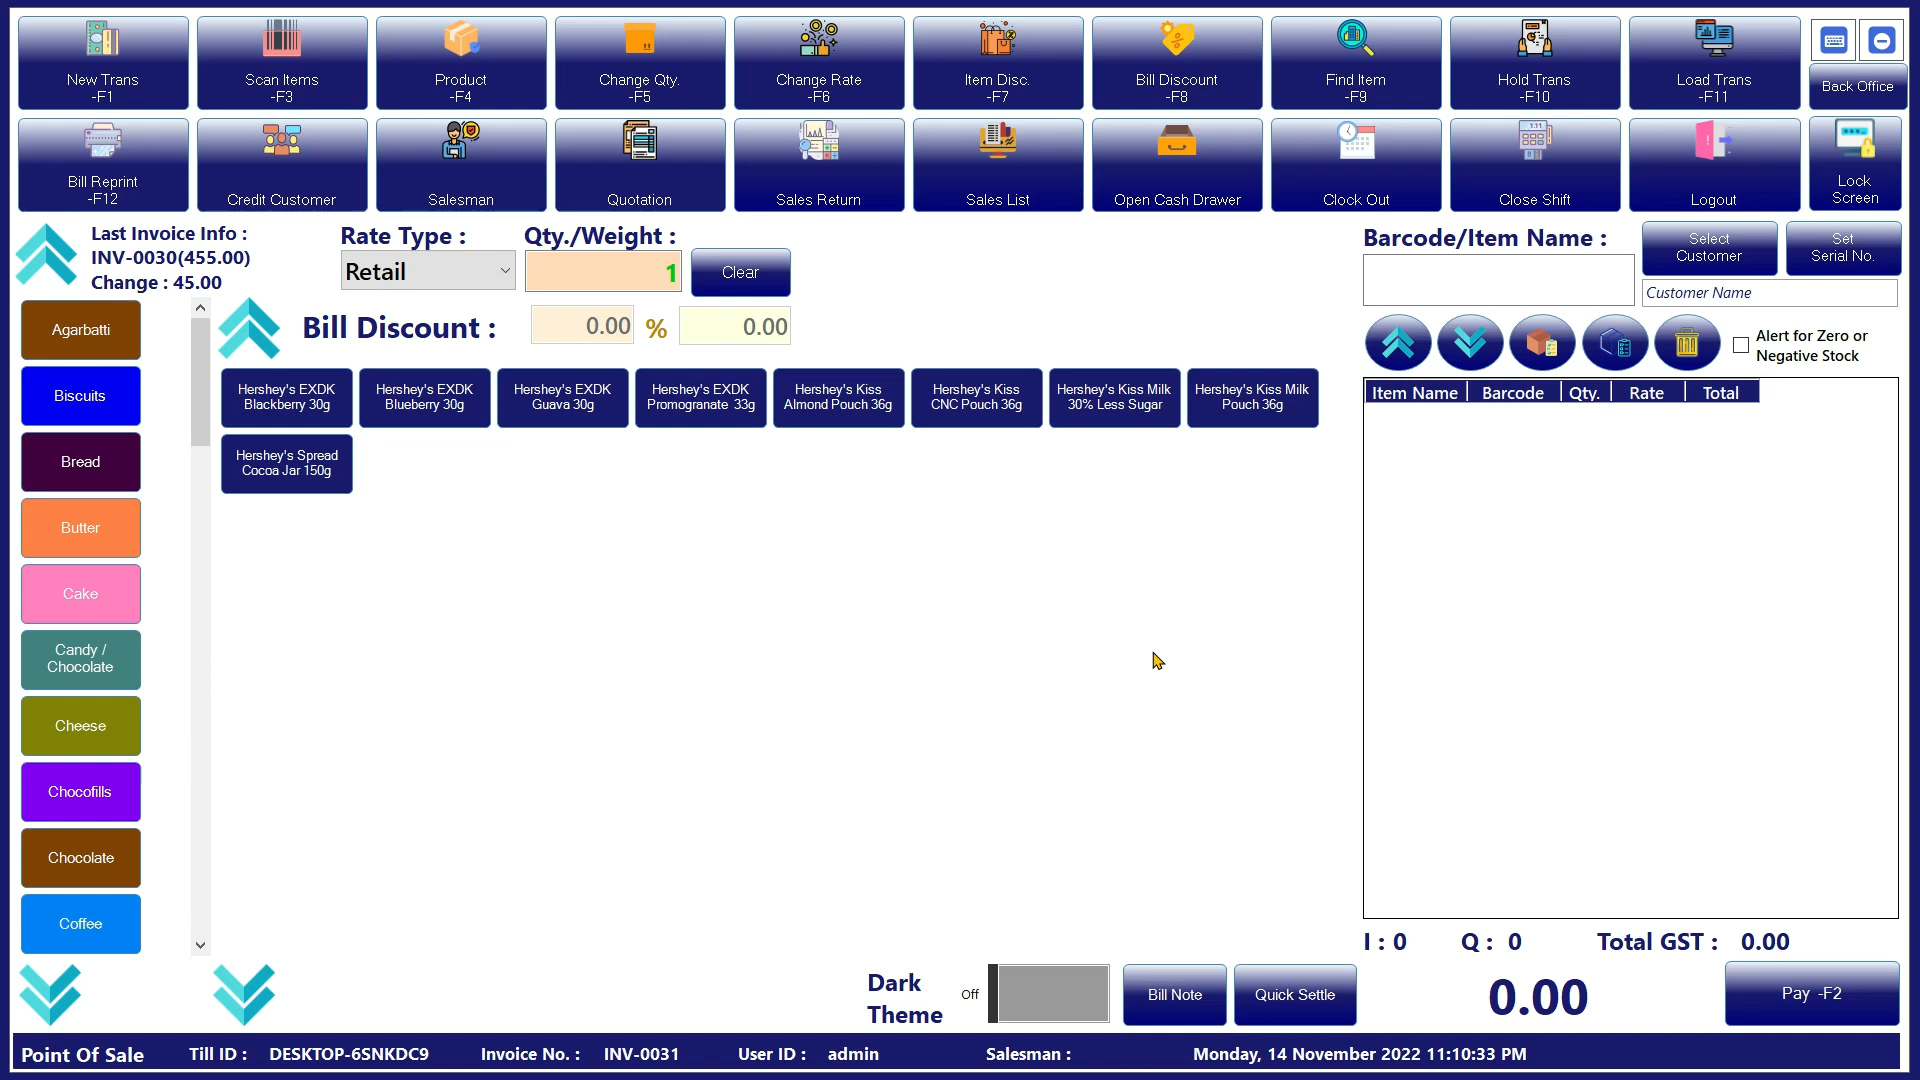 New Trans
-F1
Scan Items
-F3
Product
-F4
Change Qty.
-F5
Change Rate
-F6
Item Disc.
-F7
Bill Discount
-F8
Find Item
-F9
Hold Trans
-F10
Load Trans
-F11
Back Office
Bill Reprint
-F12
Credit Customer
Salesman
Quotation
Sales Return
Sales List
Open Cash Drawer
Clock Out
Close Shift
Logout
Lock
Screen
Last Invoice Info :
INV-0030(455.00)
Change : 45.00
Rate Type :
Retail
Qty./Weight :
1
Clear
Barcode/Item Name :
Select
Customer
Set
Serial No.
Customer Name
Bill Discount :
0.00
%
0.00
Alert for Zero or
Negative Stock
Agarbatti
Biscuits
Bread
Butter
Cake
Candy /
Chocolate
Cheese
Chocofills
Chocolate
Coffee
Hershey's EXDK
Blackberry 30g
Hershey's EXDK
Blueberry 30g
Hershey's EXDK
Guava 30g
Hershey's EXDK
Promogranate 33g
Hershey's Kiss
Almond Pouch 36g
Hershey's Kiss
CNC Pouch 36g
Hershey's Kiss Milk
30% Less Sugar
Hershey's Kiss Milk
Pouch 36g
Hershey's Spread
Cocoa Jar 150g
Item Name Barcode Qty. Rate Total
I : 0 Q : 0 Total GST : 0.00
Dark
Theme
Off
Bill Note
Quick Settle
0.00
Pay -F2
Point Of Sale Till ID : DESKTOP-6SNKDC9 Invoice No. : INV-0031 User ID : admin Salesman : Monday, 14 November 2022 11:10:33 PM